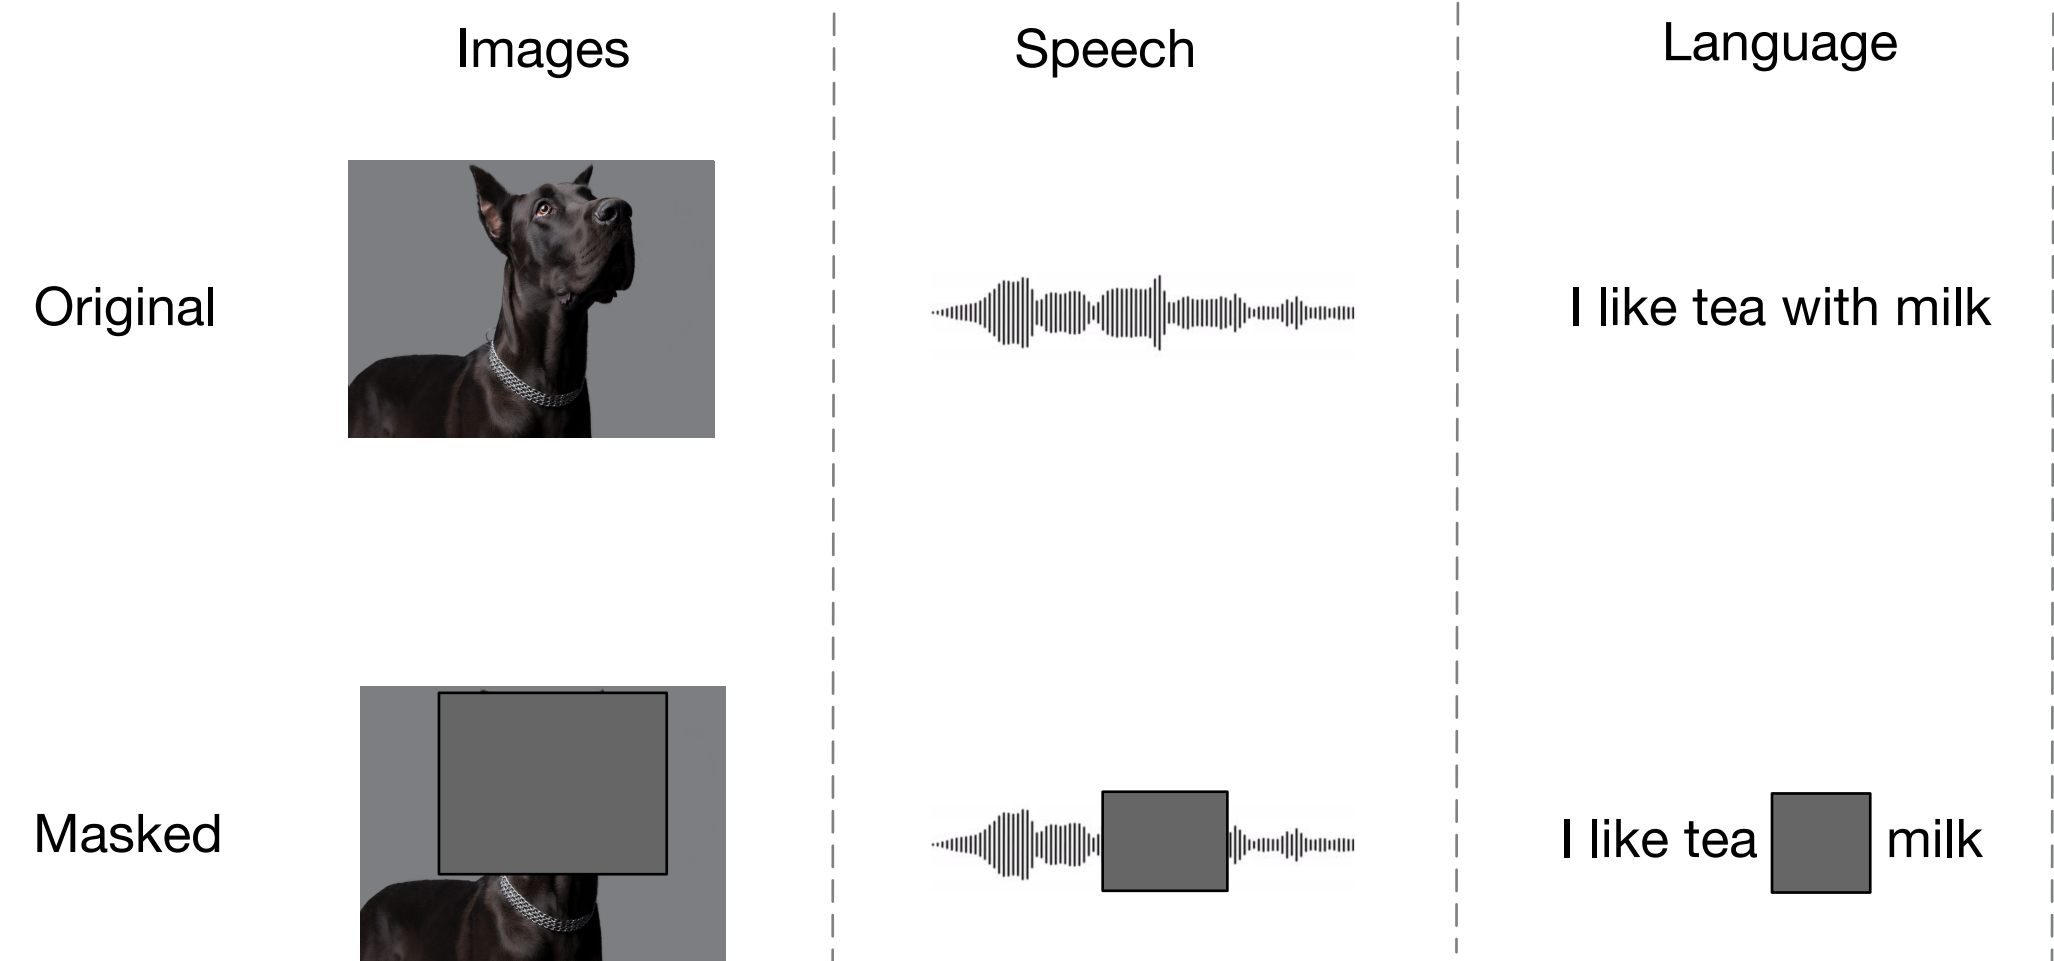 Images
Speech
Language
Original
I like tea with milk
Masked
I like tea
milk